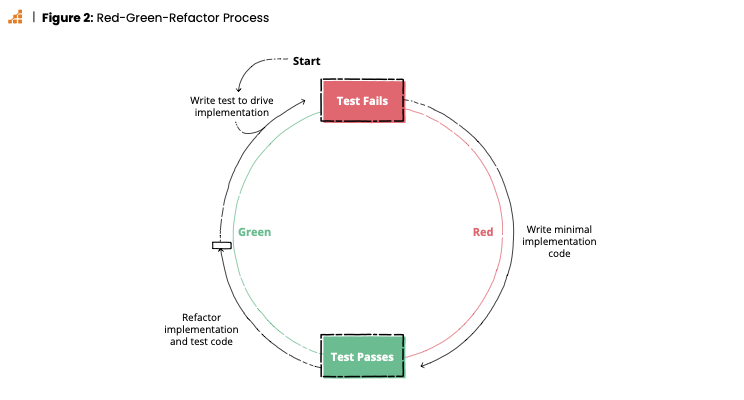 Figure 2: Red-Green-Refactor Process
Start
Test Fails
Write test to drive
implementation
Green
Red
Write minimal
implementation
code
Refactor
implementation
and test code
Test Passes